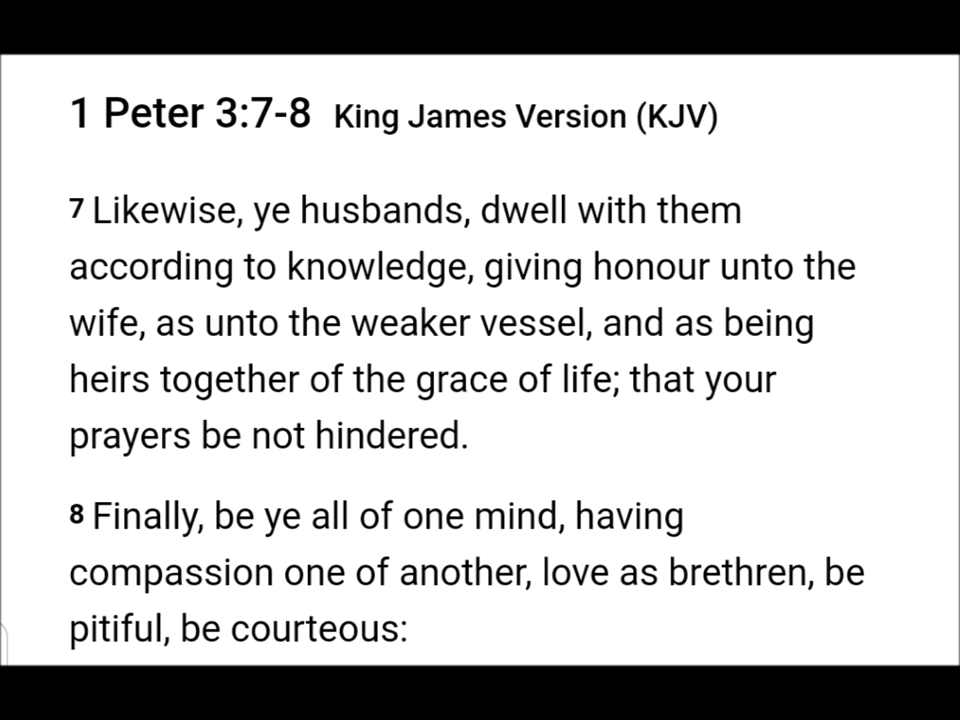 1 Peter 3:7-8 King James Version (KJV)
7 Likewise, ye husbands, dwell with them
according to knowledge, giving honour unto the
wife, as unto the weaker vessel, and as being
heirs together of the grace of life; that your
prayers be not hindered.
8 Finally, be ye all of one mind, having
compassion one of another, love as brethren, be
pitiful, be courteous: